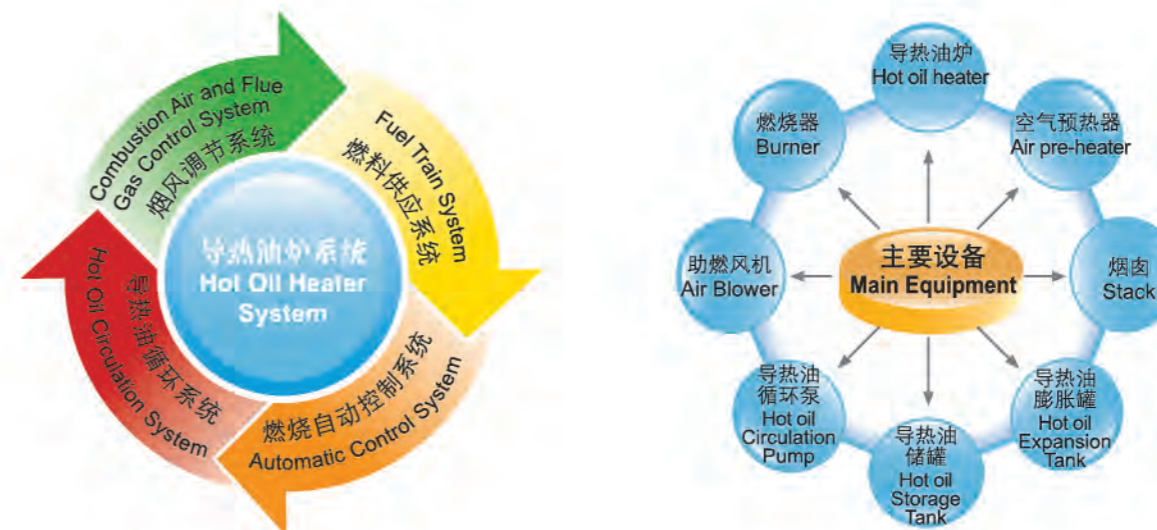 Combustion Air and Flue
Gas Control System
烟风调节系统
Fuel Train System
燃料供应系统
导热油炉系统
Hot Oil Heater
System
导热油循环系统
Hot Oil Circulation System
燃烧自动控制系统
Automatic Control System
导热油炉
Hot oil heater
燃烧器
Burner
空气预热器
Air pre-heater
助燃风机
Air Blower
主要设备
Main Equipment
烟囱
Stack
导热油
循环泵
Hot oil
Circulation
Pump
导热油
储罐
Hot oil
Storage
Tank
导热油
膨胀罐
Hot oil
Expansion
Tank